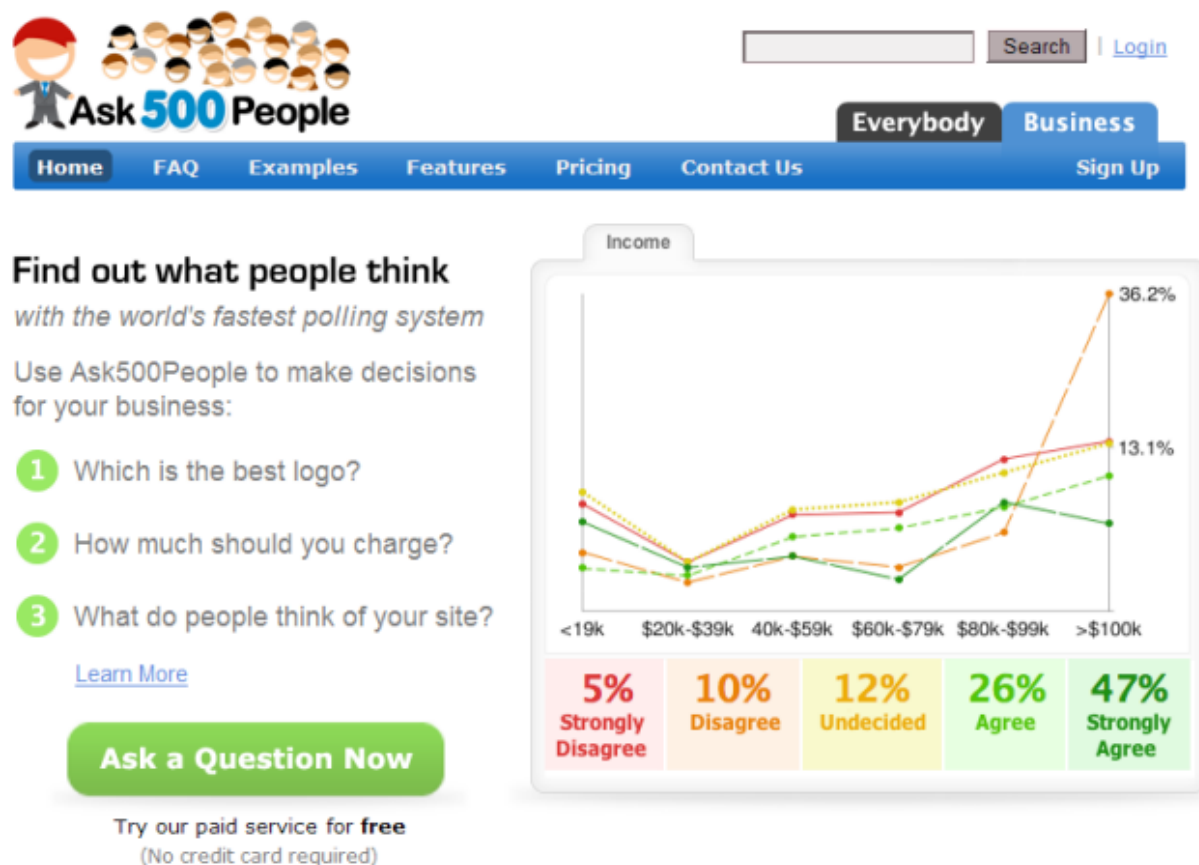 Ask 500 People
Search | Login
Everybody Business
Home FAQ Examples Features Pricing Contact Us Sign Up
Find out what people think
with the world's fastest polling system
Use Ask500People to make decisions
for your business:
1 Which is the best logo?
2 How much should you charge?
3 What do people think of your site?
Learn More
Ask a Question Now
Try our paid service for free
(No credit card required)
Income
36.2%
13.1%
<19k $20k-$39k 40k-$59k $60k-$79k $80k-$99k >$100k
5% 10% 12% 26% 47%
Strongly Disagree Undecided Agree Strongly
Disagree Agree